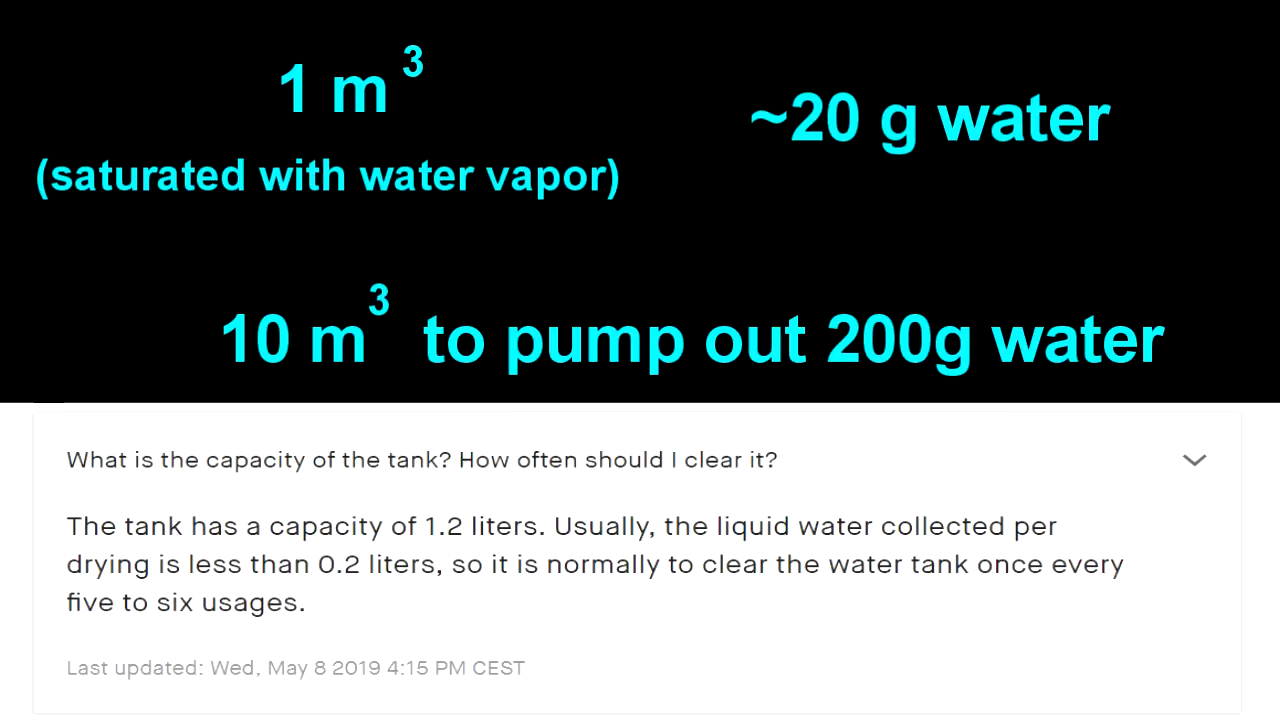 1 m³
(saturated with water vapor)
~20 g water
10 m³ to pump out 200g water
What is the capacity of the tank? How often should I clear it?
The tank has a capacity of 1.2 liters. Usually, the liquid water collected per
drying is less than 0.2 liters, so it is normally to clear the water tank once every
five to six usages.
Last updated: Wed, May 8 2019 4:15 PM CEST